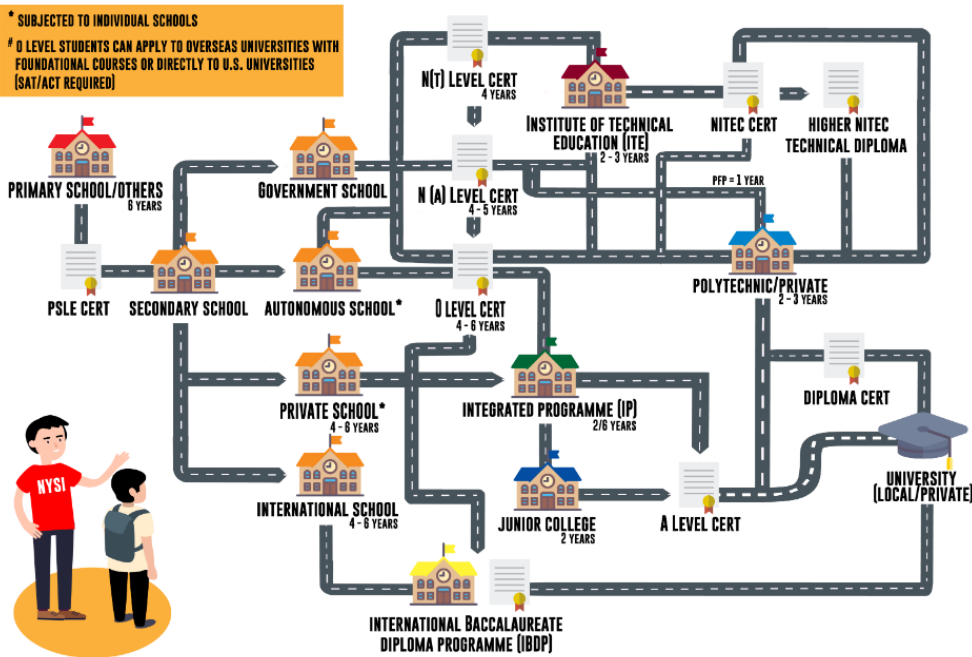 * SUBJECTED TO INDIVIDUAL SCHOOLS
# O LEVEL STUDENTS CAN APPLY TO OVERSEAS UNIVERSITIES WITH
FOUNDATIONAL COURSES OR DIRECTLY TO U.S. UNIVERSITIES
(SAT/ACT REQUIRED)
N(T) LEVEL CERT
4 YEARS
INSTITUTE OF TECHNICAL
EDUCATION (ITE)
2 - 3 YEARS
NITEC CERT
HIGHER NITEC
TECHNICAL DIPLOMA
PRIMARY SCHOOL/OTHERS
6 YEARS
GOVERNMENT SCHOOL
N (A) LEVEL CERT
4 - 5 YEARS
PFP = 1 YEAR
PSLE CERT
SECONDARY SCHOOL
AUTONOMOUS SCHOOL*
O LEVEL CERT
4 - 6 YEARS
POLYTECHNIC/PRIVATE
2 - 3 YEARS
PRIVATE SCHOOL*
4 - 6 YEARS
INTEGRATED PROGRAMME (IP)
2/6 YEARS
DIPLOMA CERT
NYSI
INTERNATIONAL SCHOOL
4 - 6 YEARS
JUNIOR COLLEGE
2 YEARS
A LEVEL CERT
UNIVERSITY
(LOCAL/PRIVATE)
INTERNATIONAL BACCALAUREATE
DIPLOMA PROGRAMME (IBDP)